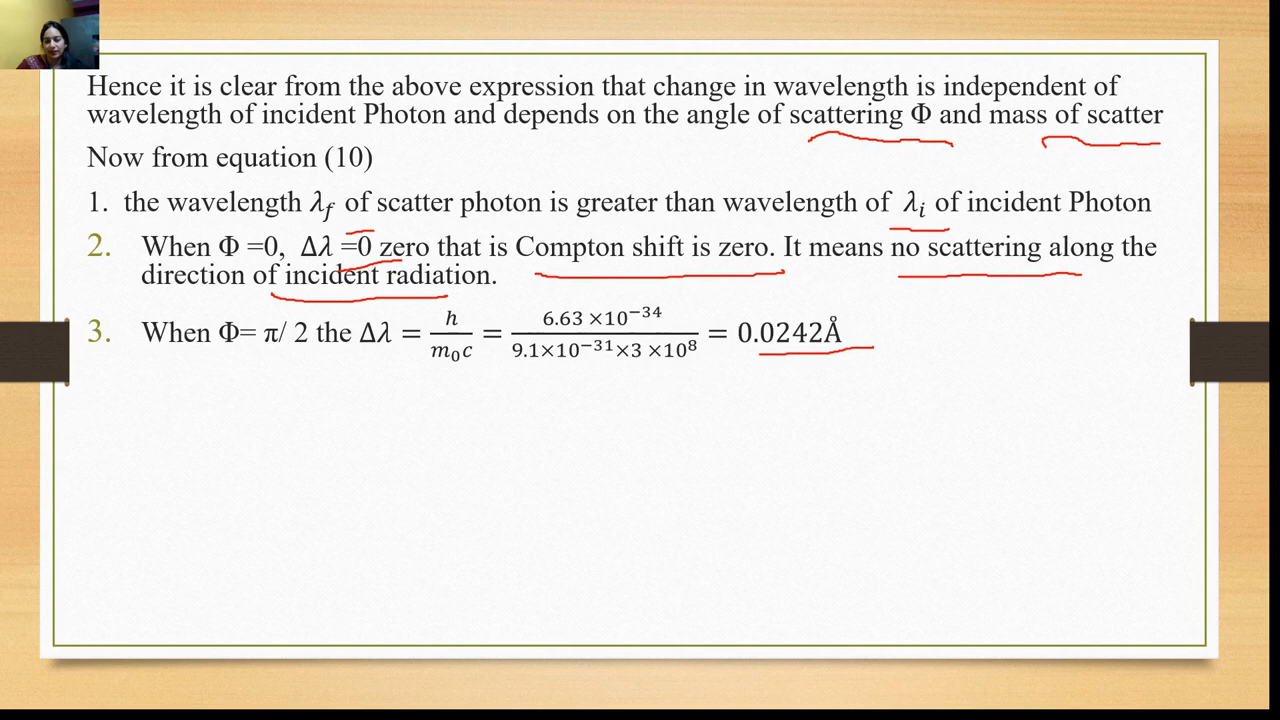 Hence it is clear from the above expression that change in wavelength is independent of
wavelength of incident Photon and depends on the angle of scattering Φ and mass of scatter
Now from equation (10)
1. the wavelength λ_f of scatter photon is greater than wavelength of λ_i of incident Photon
2. When Φ =0, Δλ =0 zero that is Compton shift is zero. It means no scattering along the
direction of incident radiation.
3. When Φ= π/ 2 the Δλ = h/(m₀c) = (6.63 ×10⁻³⁴)/(9.1×10⁻³¹×3 ×10⁸) = 0.0242Å